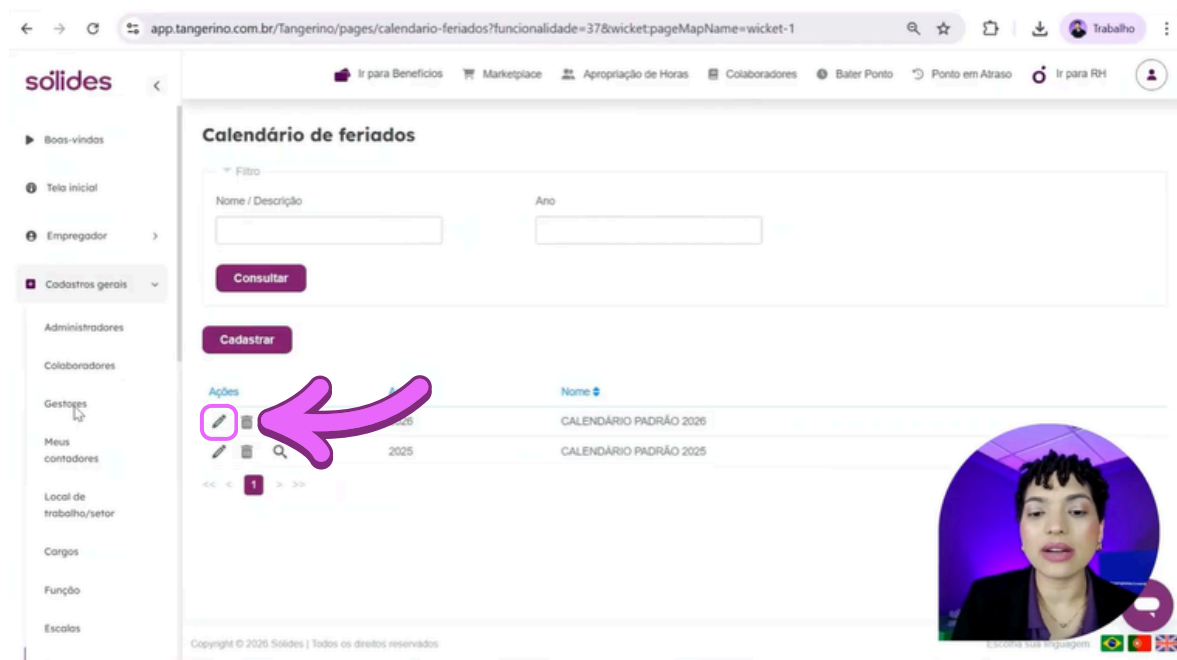 app.tangerino.com.br/Tangerino/pages/calendario-feriados?funcionalidade=37&wicket:pageMapName=wicket-1
Trabalho
sólides
Ir para Benefícios
Marketplace
Apropriação de Horas
Colaboradores
Bater Ponto
Ponto em Atraso
Ir para RH
Boas-vindas
Tela inicial
Empregador
Cadastros gerais
Administradores
Colaboradores
Gestores
Meus
contadores
Local de
trabalho/setor
Cargos
Função
Escalas
Calendário de feriados
Filtro
Nome / Descrição
Ano
Consultar
Cadastrar
Ações
Nome
CALENDÁRIO PADRÃO 2026
2025
CALENDÁRIO PADRÃO 2025
<< < 1 > >>
Copyright © 2026 Sólides | Todos os direitos reservados
Escolha sua linguagem